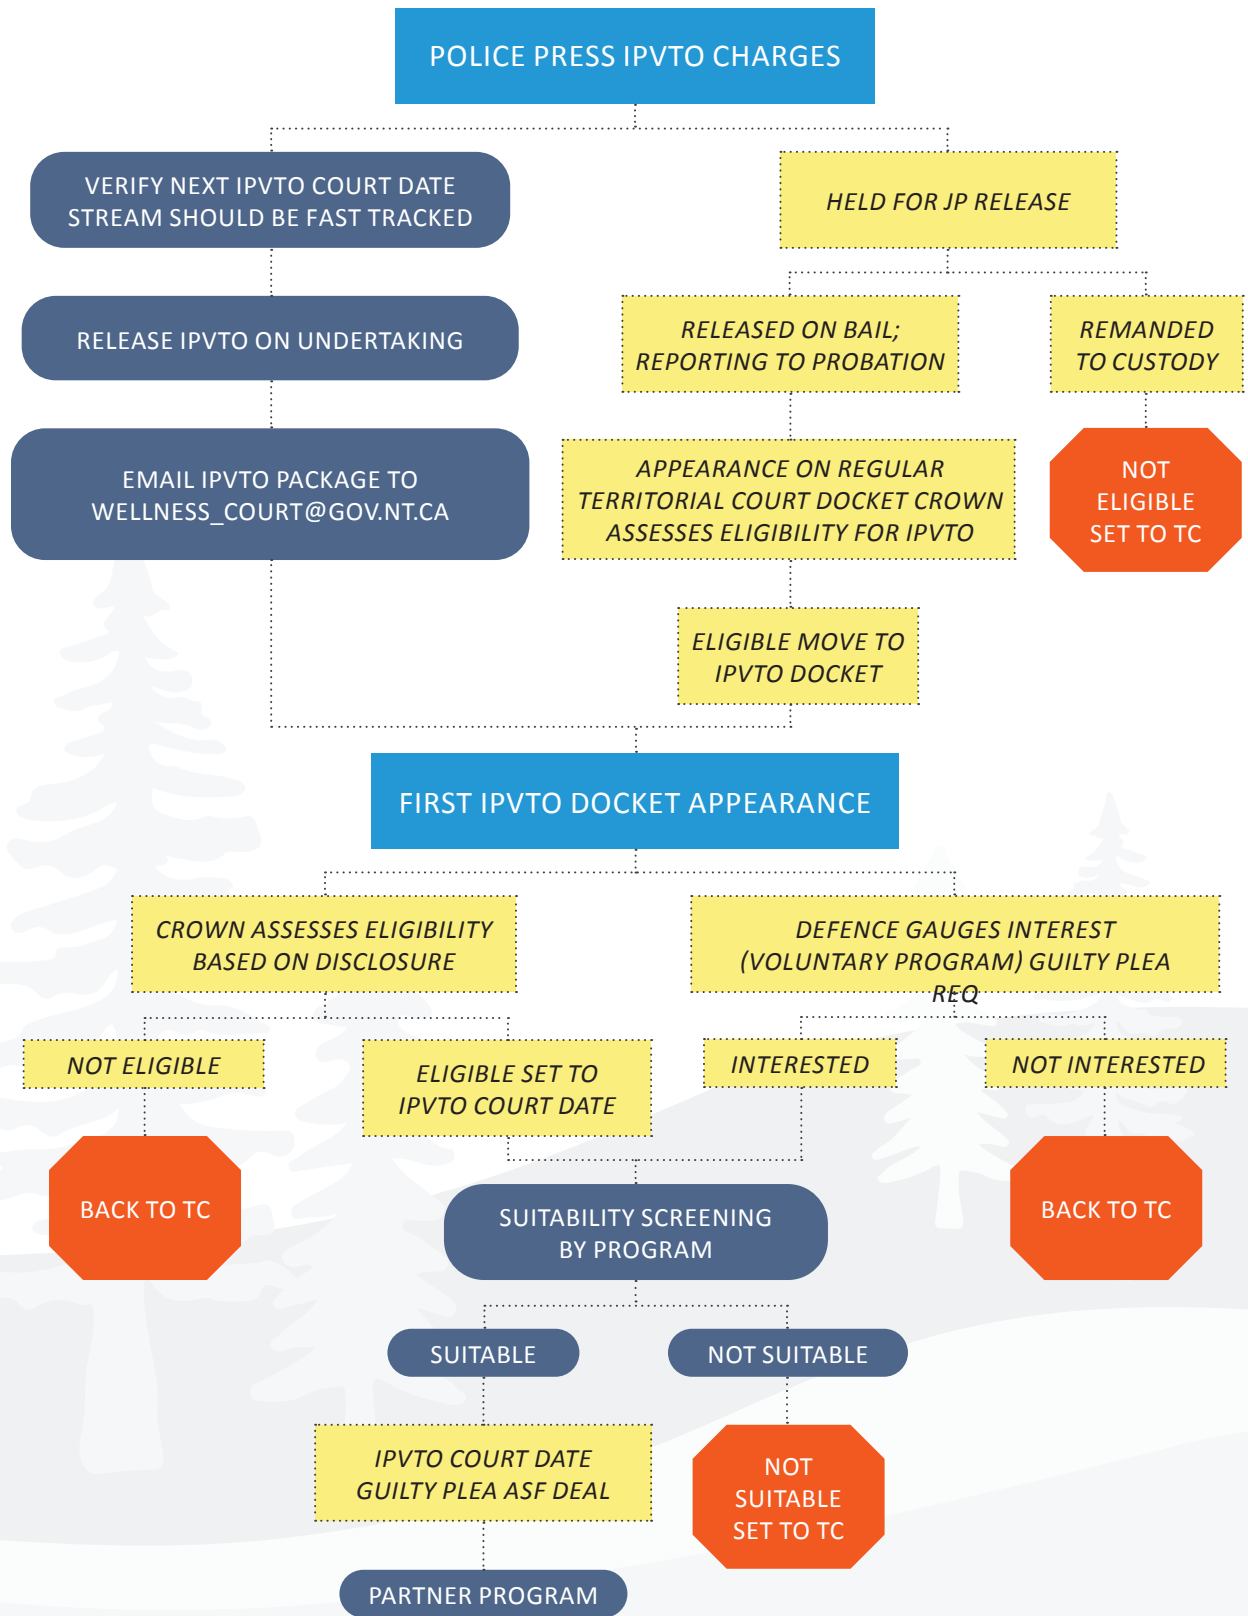 POLICE PRESS IPVTO CHARGES
VERIFY NEXT IPVTO COURT DATE
STREAM SHOULD BE FAST TRACKED
HELD FOR JP RELEASE
RELEASE IPVTO ON UNDERTAKING
RELEASED ON BAIL;
REPORTING TO PROBATION
REMANDED
TO CUSTODY
EMAIL IPVTO PACKAGE TO
WELLNESS_COURT@GOV.NT.CA
APPEARANCE ON REGULAR
TERRITORIAL COURT DOCKET CROWN
ASSESSES ELIGIBILITY FOR IPVTO
NOT
ELIGIBLE
SET TO TC
ELIGIBLE MOVE TO
IPVTO DOCKET
FIRST IPVTO DOCKET APPEARANCE
CROWN ASSESSES ELIGIBILITY
BASED ON DISCLOSURE
DEFENCE GAUGES INTEREST
(VOLUNTARY PROGRAM) GUILTY PLEA
REQ
NOT ELIGIBLE
ELIGIBLE SET TO
IPVTO COURT DATE
INTERESTED
NOT INTERESTED
BACK TO TC
BACK TO TC
SUITABILITY SCREENING
BY PROGRAM
SUITABLE
NOT SUITABLE
IPVTO COURT DATE
GUILTY PLEA ASF DEAL
NOT
SUITABLE
SET TO TC
PARTNER PROGRAM